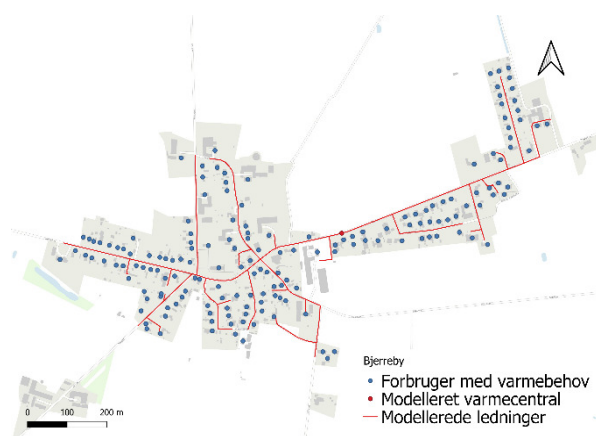 Bjerreby
Forbruger med varmebehov
Modelleret varmecentral
Modellerede ledninger
0 100 200 m